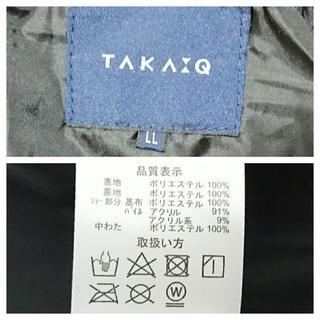 TAKA:Q
LL
品質表示
表地 ポリエステル 100%
裏地 ポリエステル 100%
ファー部分 基布 ポリエステル 100%
パイル アクリル 91%
アクリル系 9%
中わた ポリエステル 100%
取扱い方
W